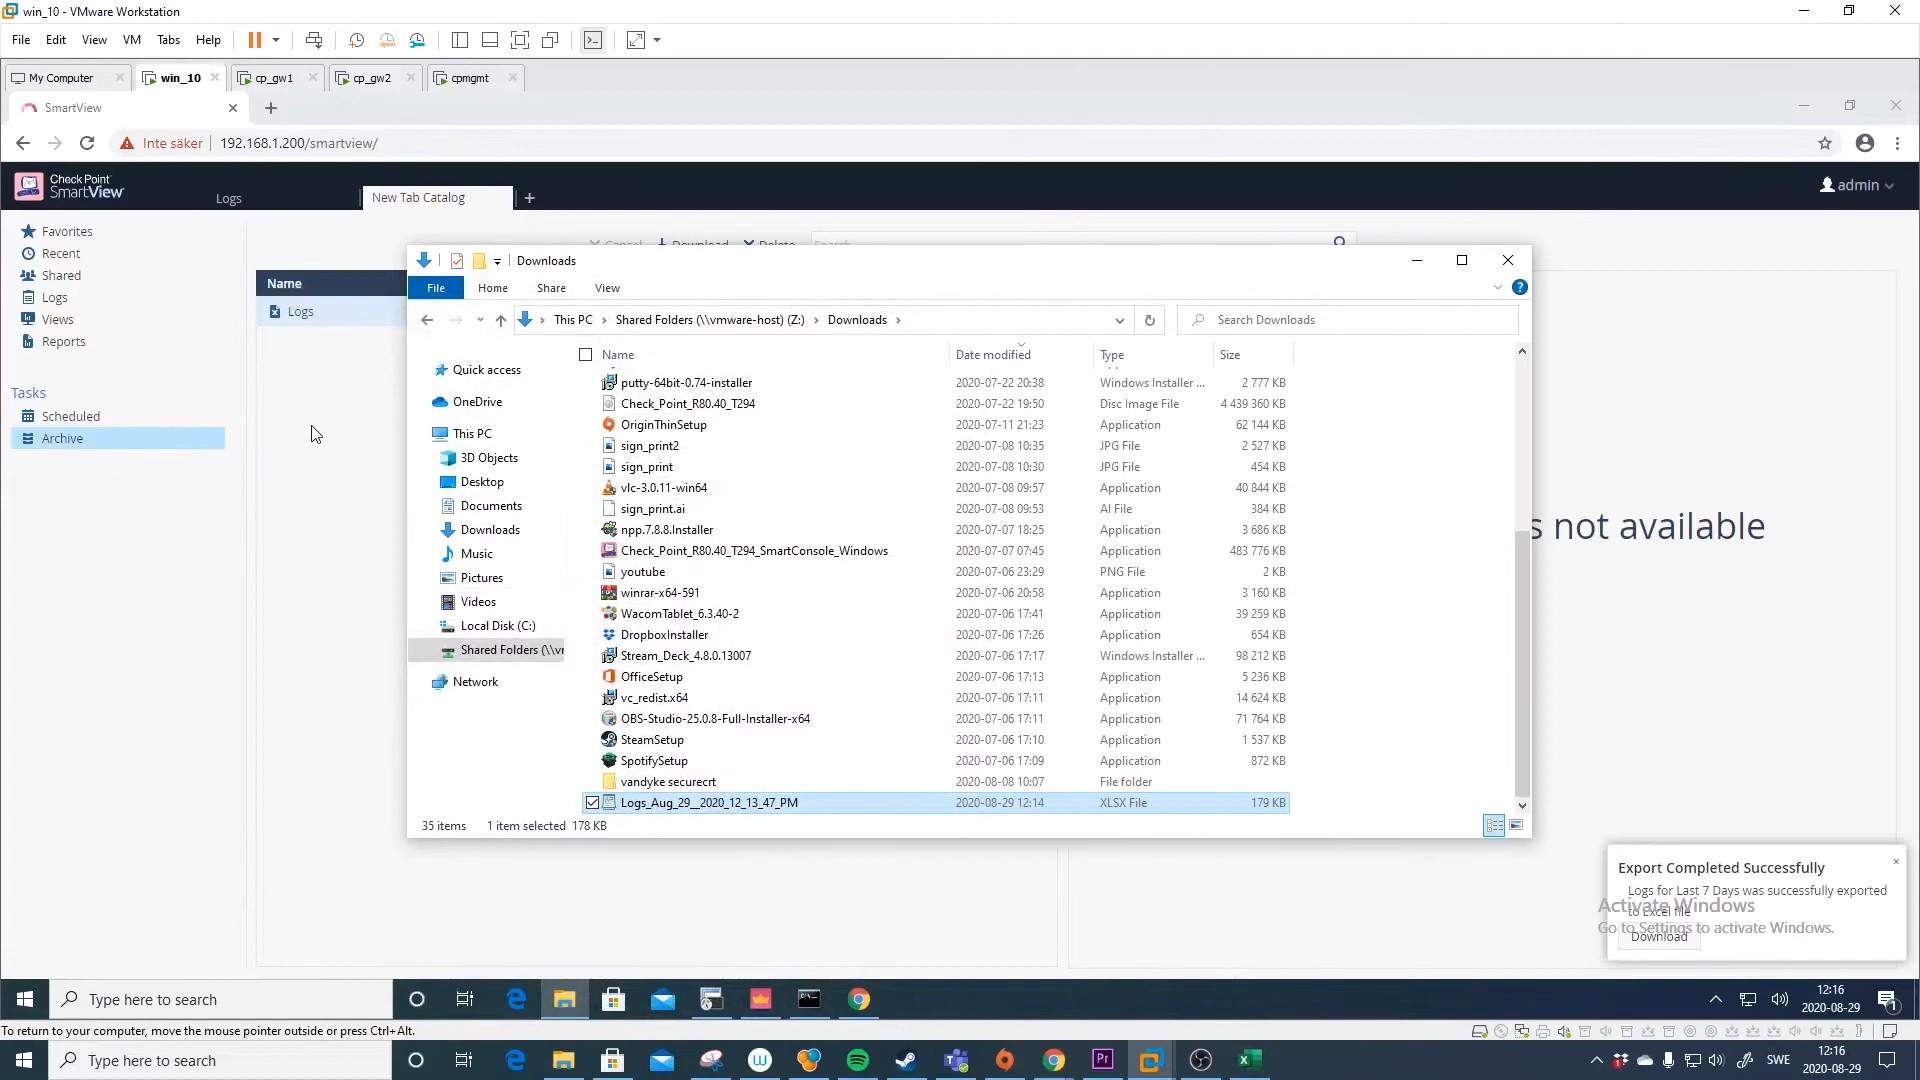 win_10 - VMware Workstation
File Edit View VM Tabs Help
My Computer win_10 cp_gw1 cp_gw2 cpmgmt
SmartView
Inte säker 192.168.1.200/smartview/
Check Point SmartView Logs New Tab Catalog admin
Favorites
Recent
Shared
Logs
Views
Reports
Tasks
Scheduled
Archive
Cancel Download Delete Search
Name
Logs
s not available
Downloads
File Home Share View
This PC Shared Folders (\\vmware-host) (Z:) Downloads Search Downloads
Quick access
OneDrive
This PC
3D Objects
Desktop
Documents
Downloads
Music
Pictures
Videos
Local Disk (C:)
Shared Folders (\\vr
Network
Name Date modified Type Size
putty-64bit-0.74-installer 2020-07-22 20:38 Windows Installer ... 2 777 KB
Check_Point_R80.40_T294 2020-07-22 19:50 Disc Image File 4 439 360 KB
OriginThinSetup 2020-07-11 21:23 Application 62 144 KB
sign_print2 2020-07-08 10:35 JPG File 2 527 KB
sign_print 2020-07-08 10:30 JPG File 454 KB
vlc-3.0.11-win64 2020-07-08 09:57 Application 40 844 KB
sign_print.ai 2020-07-08 09:53 AI File 384 KB
npp.7.8.8.Installer 2020-07-07 18:25 Application 3 686 KB
Check_Point_R80.40_T294_SmartConsole_Windows 2020-07-07 07:45 Application 483 776 KB
youtube 2020-07-06 23:29 PNG File 2 KB
winrar-x64-591 2020-07-06 20:58 Application 3 160 KB
WacomTablet_6.3.40-2 2020-07-06 17:41 Application 39 259 KB
DropboxInstaller 2020-07-06 17:26 Application 654 KB
Stream_Deck_4.8.0.13007 2020-07-06 17:17 Windows Installer ... 98 212 KB
OfficeSetup 2020-07-06 17:13 Application 5 236 KB
vc_redist.x64 2020-07-06 17:11 Application 14 624 KB
OBS-Studio-25.0.8-Full-Installer-x64 2020-07-06 17:11 Application 71 764 KB
SteamSetup 2020-07-06 17:10 Application 1 537 KB
SpotifySetup 2020-07-06 17:09 Application 872 KB
vandyke securecrt 2020-08-08 10:07 File folder
Logs_Aug_29__2020_12_13_47_PM 2020-08-29 12:14 XLSX File 179 KB
35 items 1 item selected 178 KB
Export Completed Successfully
Logs for Last 7 Days was successfully exported
to Excel file
Download
Activate Windows
Go to Settings to activate Windows.
Type here to search 12:16
2020-08-29
1
To return to your computer, move the mouse pointer outside or press Ctrl+Alt.
Type here to search SWE 12:16
2020-08-29